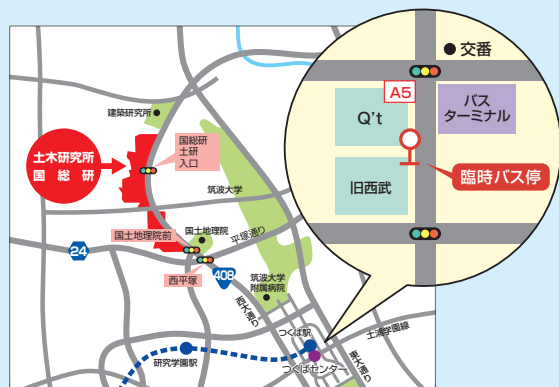 建築研究所
土木研究所
国総研
国総研
土研
入口
筑波大学
国土地理院前
国土地理院
平塚通り
24
西平塚
408
西大通り
筑波大学
附属病院
つくば駅
土浦学園線
研究学園駅
つくばセンター
東大通り
交番
A5
Q't
バス
ターミナル
旧西武
臨時バス停